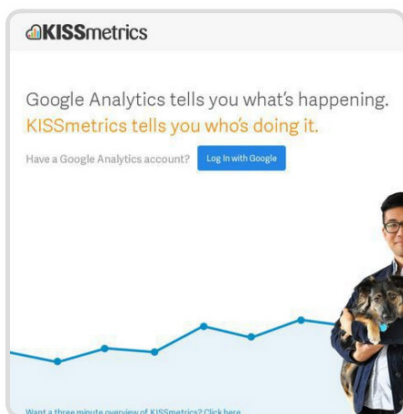 KISSmetrics
Google Analytics tells you what's happening.
KISSmetrics tells you who's doing it.
Have a Google Analytics account? Log In with Google
Want a three minute overview of KISSmetrics? Click here